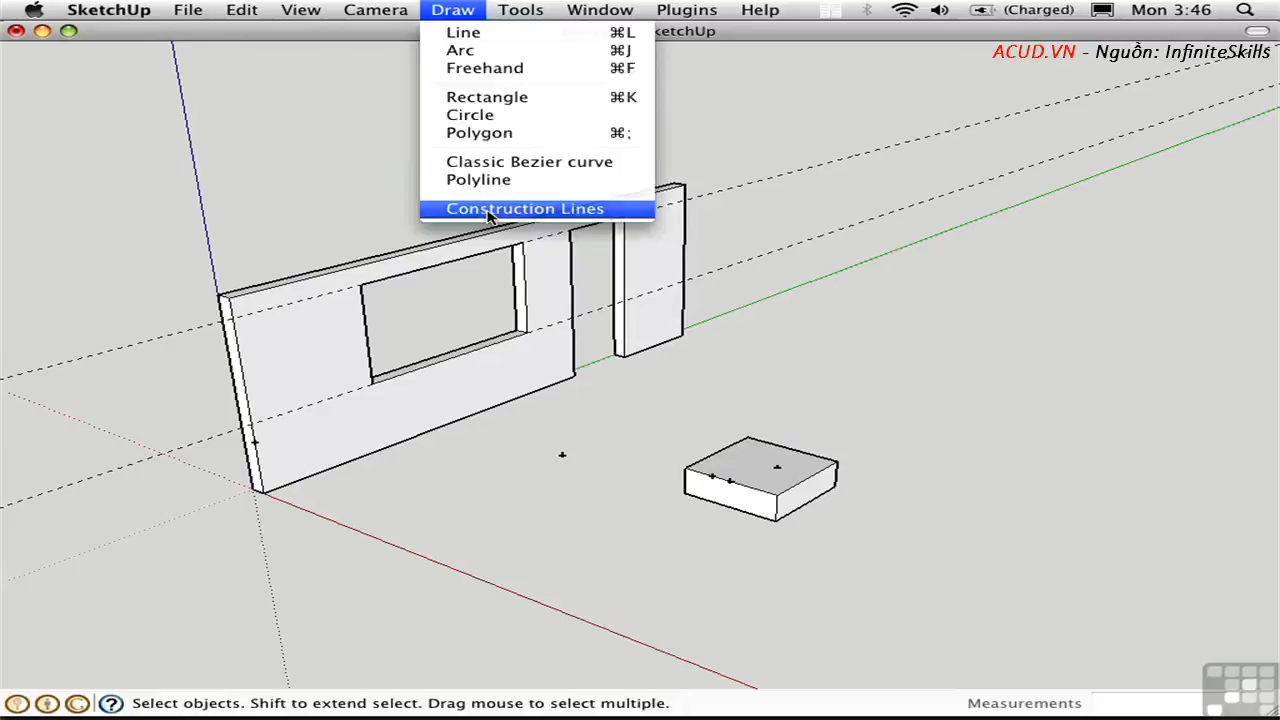 SketchUp File Edit View Camera Draw Tools Window Plugins Help (Charged) Mon 3:46
ketchUp
ACUD.VN - Nguồn: InfiniteSkills
Line ⌘L
Arc ⌘J
Freehand ⌘F
Rectangle ⌘K
Circle
Polygon ⌘;
Classic Bezier curve
Polyline
Construction Lines
Select objects. Shift to extend select. Drag mouse to select multiple. Measurements